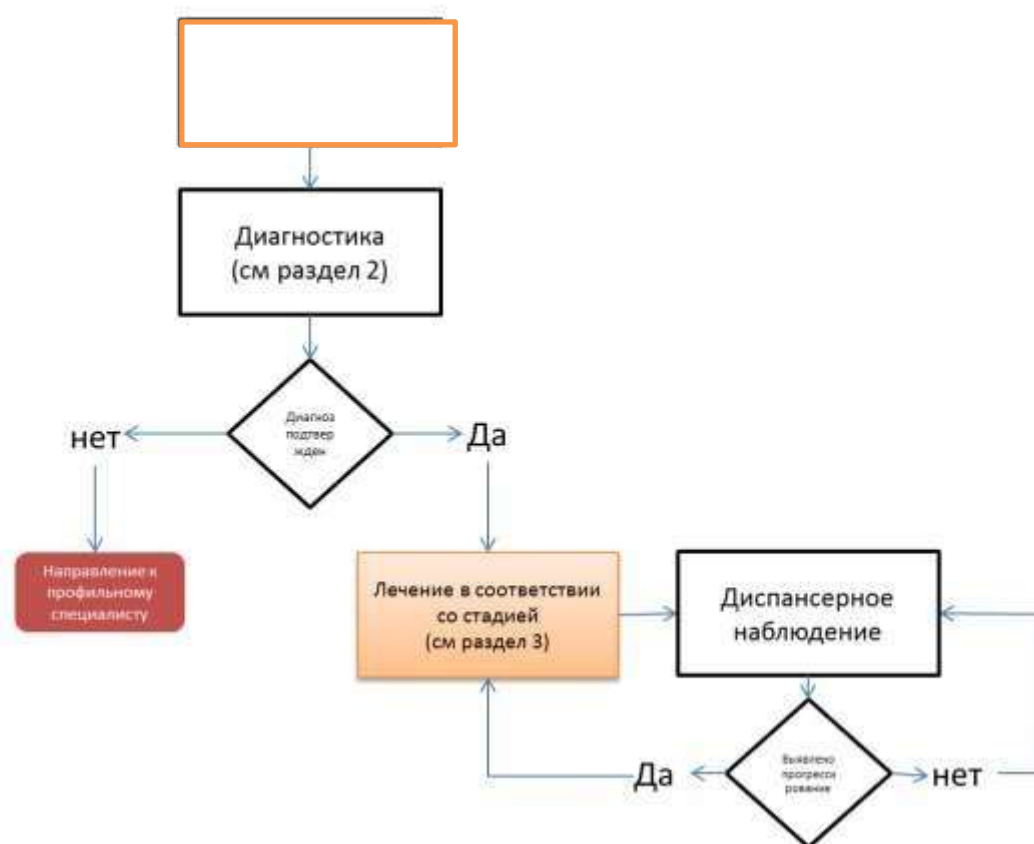 Диагностика
(см раздел 2)
Диагноз
подтвер
жден
нет
Да
Направление к
профильному
специалисту
Лечение в соответствии
со стадией
(см раздел 3)
Диспансерное
наблюдение
Выявлено
прогресси
рование
Да
нет